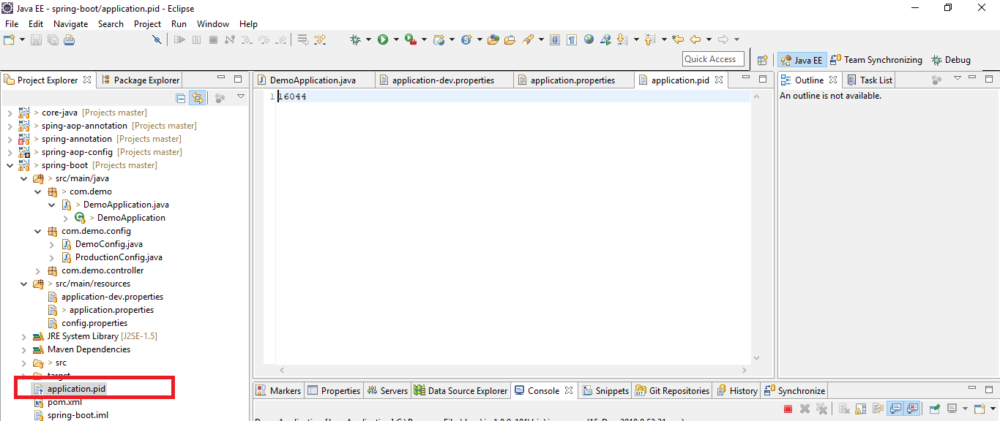 Java EE - spring-boot/application.pid - Eclipse
File Edit Navigate Search Project Run Window Help
Quick Access
Java EE Team Synchronizing Debug
Project Explorer Package Explorer
DemoApplication.java application-dev.properties application.properties application.pid
Outline Task List
1 16044
An outline is not available.
> core-java [Projects master]
> sping-aop-annotation [Projects master]
> spring-annotation [Projects master]
> spring-aop-config [Projects master]
> spring-boot [Projects master]
> src/main/java
> com.demo
> DemoApplication.java
> DemoApplication
com.demo.config
DemoConfig.java
ProductionConfig.java
com.demo.controller
> src/main/resources
application-dev.properties
> application.properties
config.properties
JRE System Library [J2SE-1.5]
Maven Dependencies
> src
target
application.pid
pom.xml
spring-boot.iml
Markers Properties Servers Data Source Explorer Console Snippets Git Repositories History Synchronize